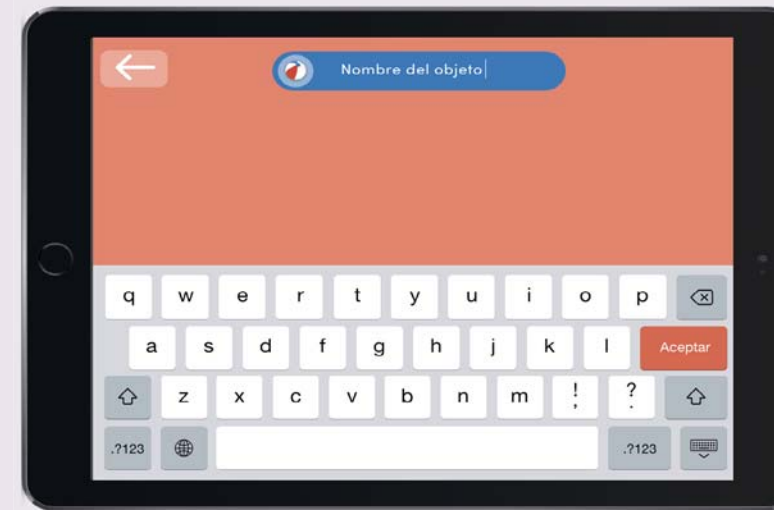 Nombre del objeto
q w e r t y u i o p
a s d f g h j k l Aceptar
z x c v b n m ! , ? .
.?123 .?123